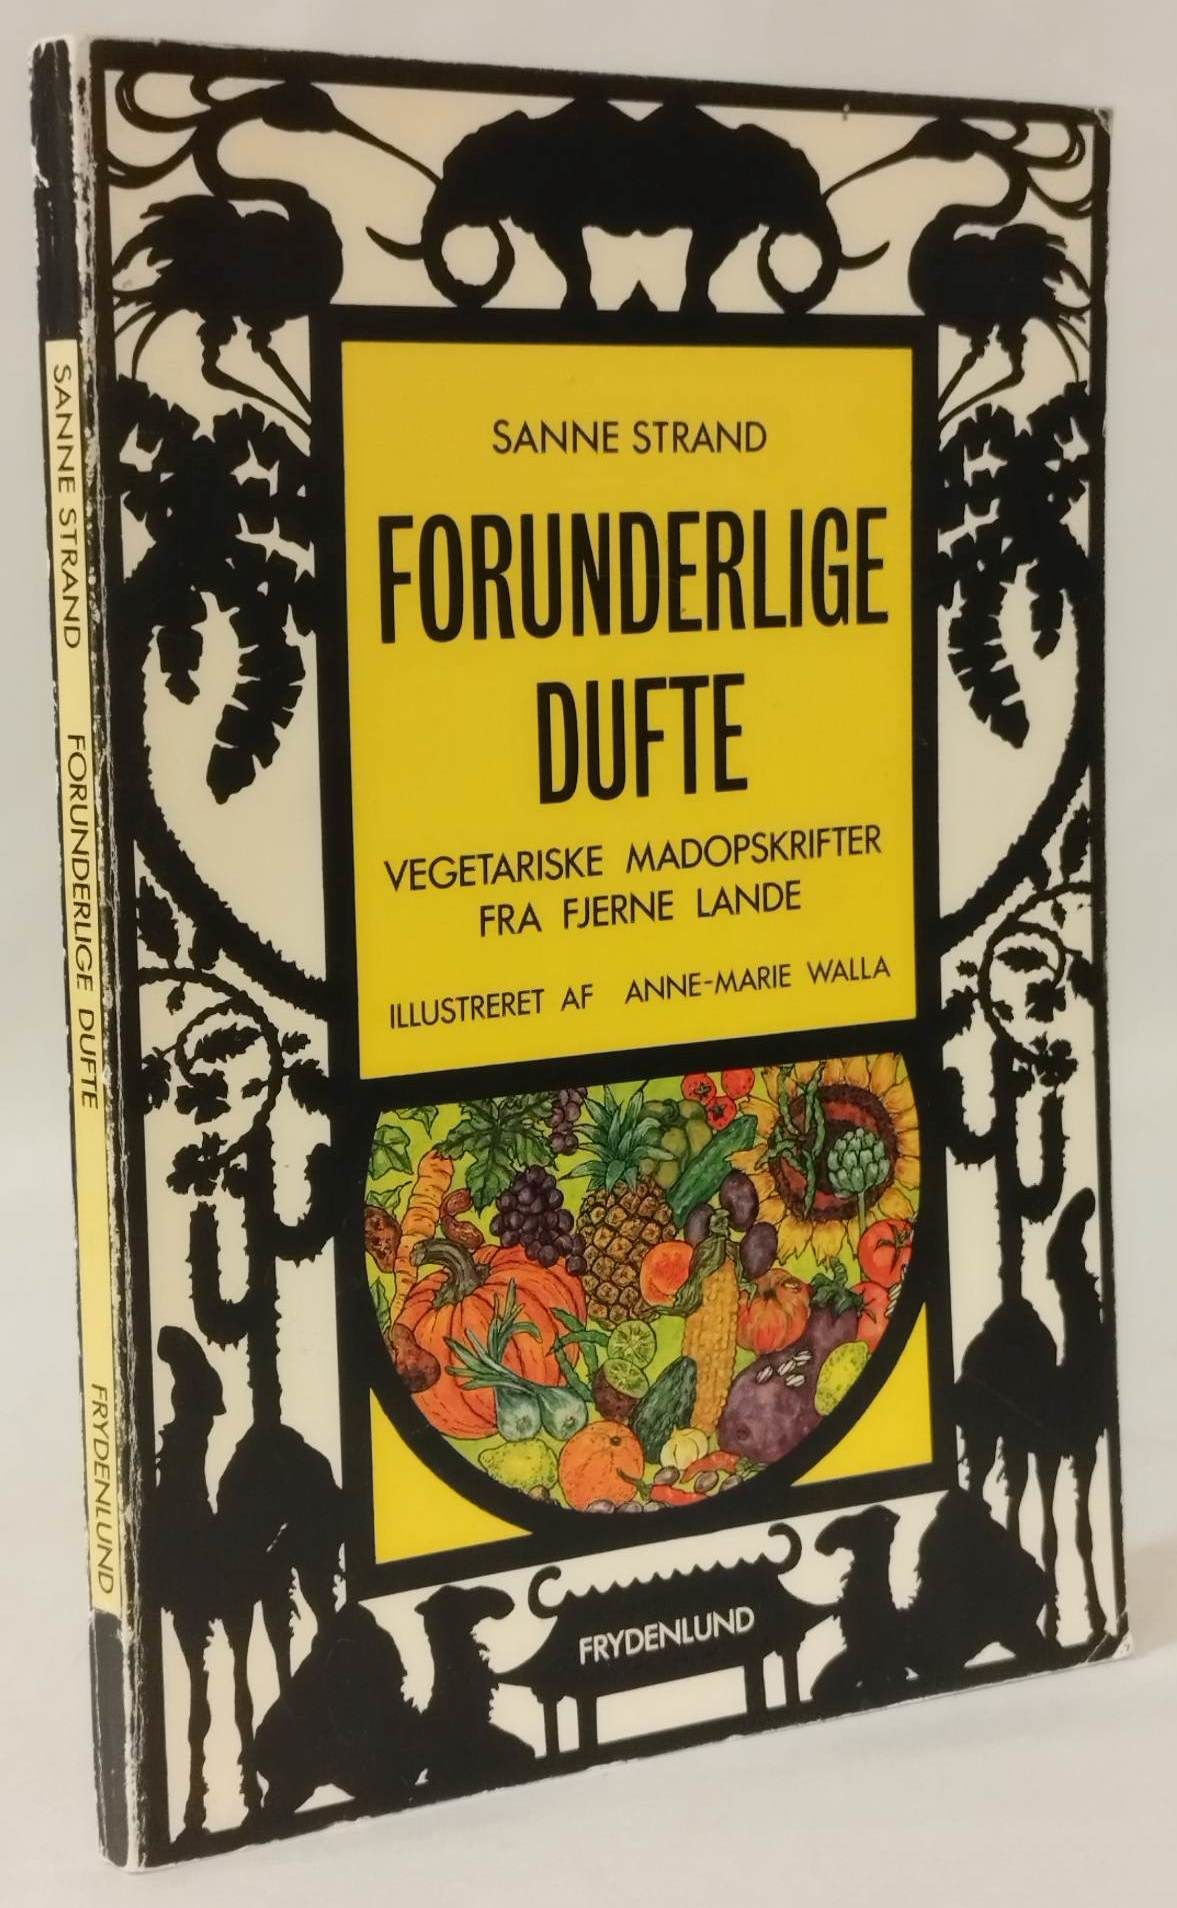 SANNE STRAND FORUNDERLIGE DUFTE FRYDENLUND
SANNE STRAND
FORUNDERLIGE
DUFTE
VEGETARISKE MADOPSKRIFTER
FRA FJERNE LANDE
ILLUSTRERET AF ANNE-MARIE WALLA
FRYDENLUND